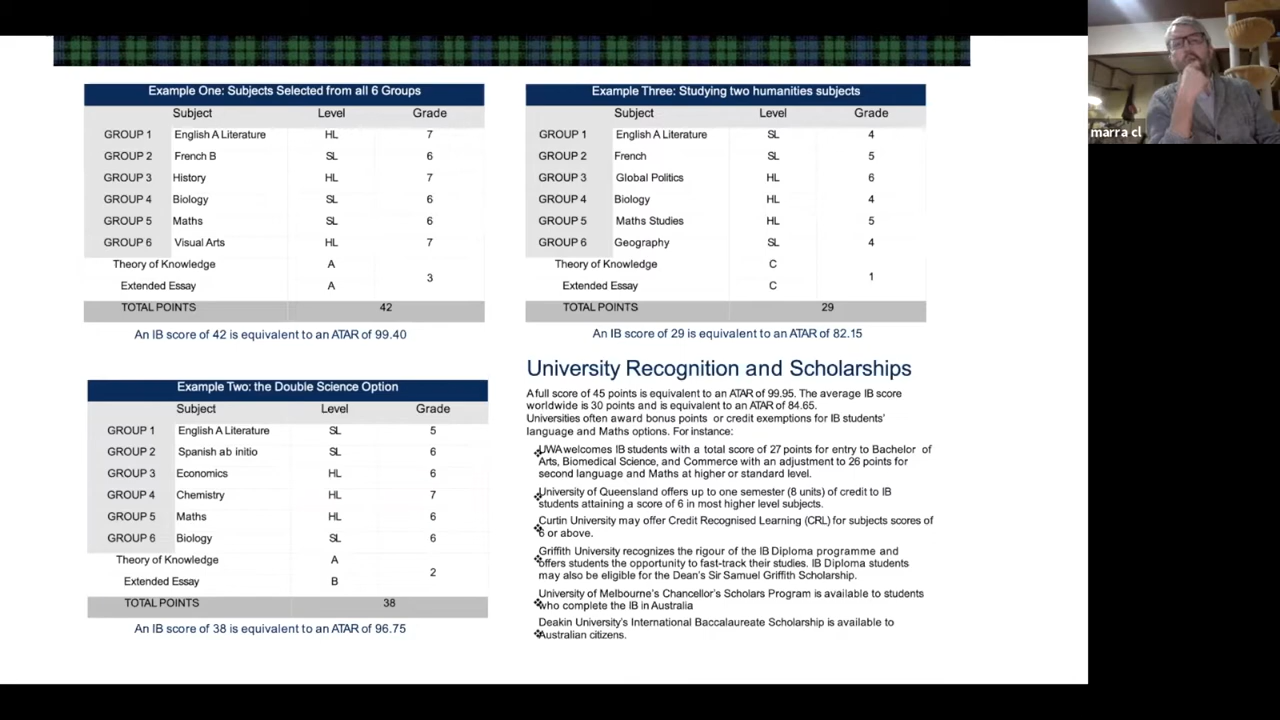 Example One: Subjects Selected from all 6 Groups
Subject Level Grade
GROUP 1 English A Literature HL 7
GROUP 2 French B SL 6
GROUP 3 History HL 7
GROUP 4 Biology SL 6
GROUP 5 Maths SL 6
GROUP 6 Visual Arts HL 7
Theory of Knowledge A
3
Extended Essay A
TOTAL POINTS 42
An IB score of 42 is equivalent to an ATAR of 99.40
Example Two: the Double Science Option
Subject Level Grade
GROUP 1 English A Literature SL 5
GROUP 2 Spanish ab initio SL 6
GROUP 3 Economics HL 6
GROUP 4 Chemistry HL 7
GROUP 5 Maths HL 6
GROUP 6 Biology SL 6
Theory of Knowledge A
2
Extended Essay B
TOTAL POINTS 38
An IB score of 38 is equivalent to an ATAR of 96.75
Example Three: Studying two humanities subjects
Subject Level Grade
GROUP 1 English A Literature SL 4
GROUP 2 French SL 5
GROUP 3 Global Politics HL 6
GROUP 4 Biology HL 4
GROUP 5 Maths Studies HL 5
GROUP 6 Geography SL 4
Theory of Knowledge C
1
Extended Essay C
TOTAL POINTS 29
An IB score of 29 is equivalent to an ATAR of 82.15
University Recognition and Scholarships
A full score of 45 points is equivalent to an ATAR of 99.95. The average IB score
worldwide is 30 points and is equivalent to an ATAR of 84.65.
Universities often award bonus points or credit exemptions for IB students'
language and Maths options. For instance:
UWA welcomes IB students with a total score of 27 points for entry to Bachelor of
Arts, Biomedical Science, and Commerce with an adjustment to 26 points for
second language and Maths at higher or standard level.
University of Queensland offers up to one semester (8 units) of credit to IB
students attaining a score of 6 in most higher level subjects.
Curtin University may offer Credit Recognised Learning (CRL) for subjects scores of
6 or above.
Griffith University recognizes the rigour of the IB Diploma programme and
offers students the opportunity to fast-track their studies. IB Diploma students
may also be eligible for the Dean's Sir Samuel Griffith Scholarship.
University of Melbourne's Chancellor's Scholars Program is available to students
who complete the IB in Australia
Deakin University's International Baccalaureate Scholarship is available to
Australian citizens.
marra cl